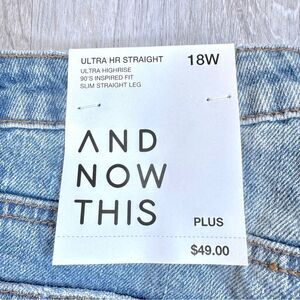 ULTRA HR STRAIGHT 18W
ULTRA HIGHRISE
90'S INSPIRED FIT
SLIM STRAIGHT LEG
AND
NOW
THIS
PLUS
$49.00